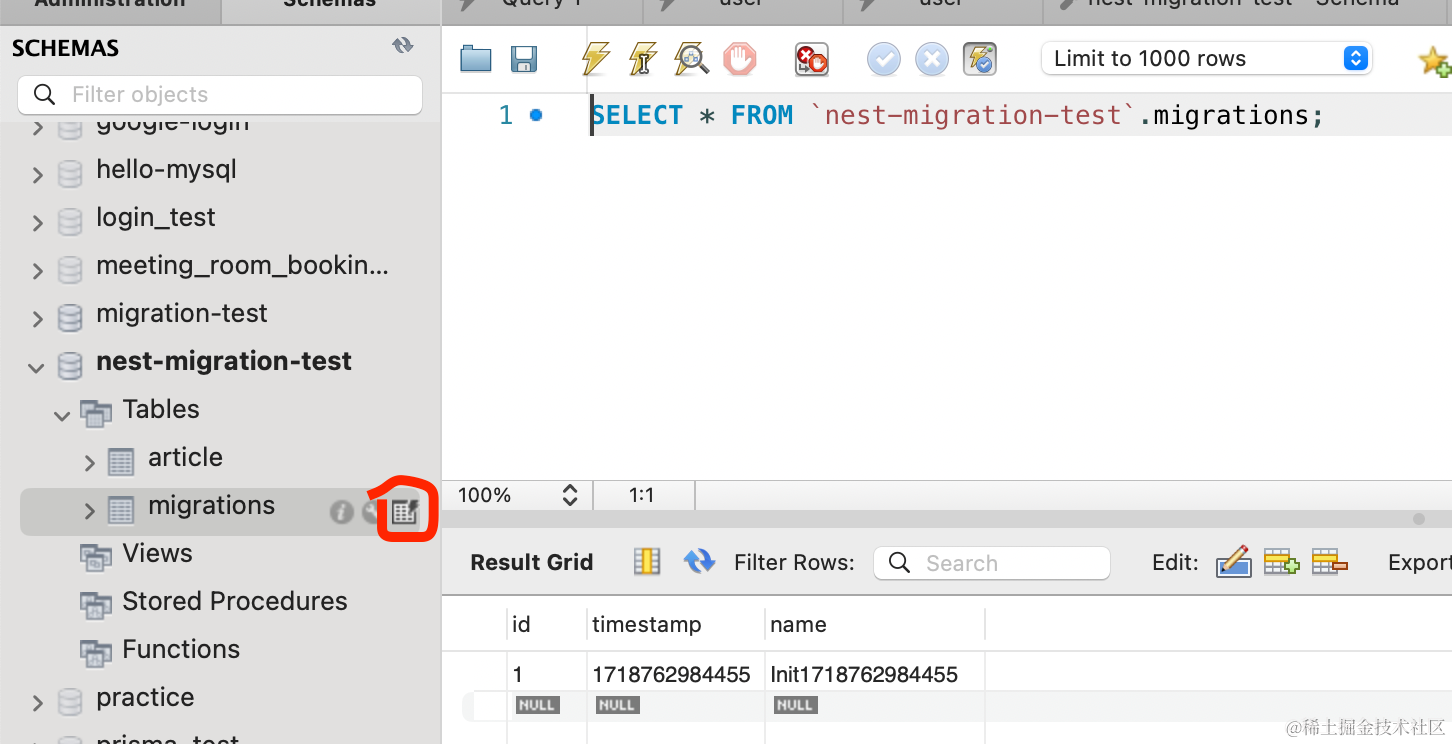 Administration
Schemas
Query 1
user
user
nest-migration-test - Schema
SCHEMAS
Filter objects
google-login
hello-mysql
login_test
meeting_room_bookin...
migration-test
nest-migration-test
Tables
article
migrations
Views
Stored Procedures
Functions
practice
prisma_test
Limit to 1000 rows
1
SELECT * FROM `nest-migration-test`.migrations;
100%
1:1
Result Grid
Filter Rows:
Search
Edit:
Export
id timestamp name
1 1718762984455 Init1718762984455
NULL NULL NULL
@稀土掘金技术社区